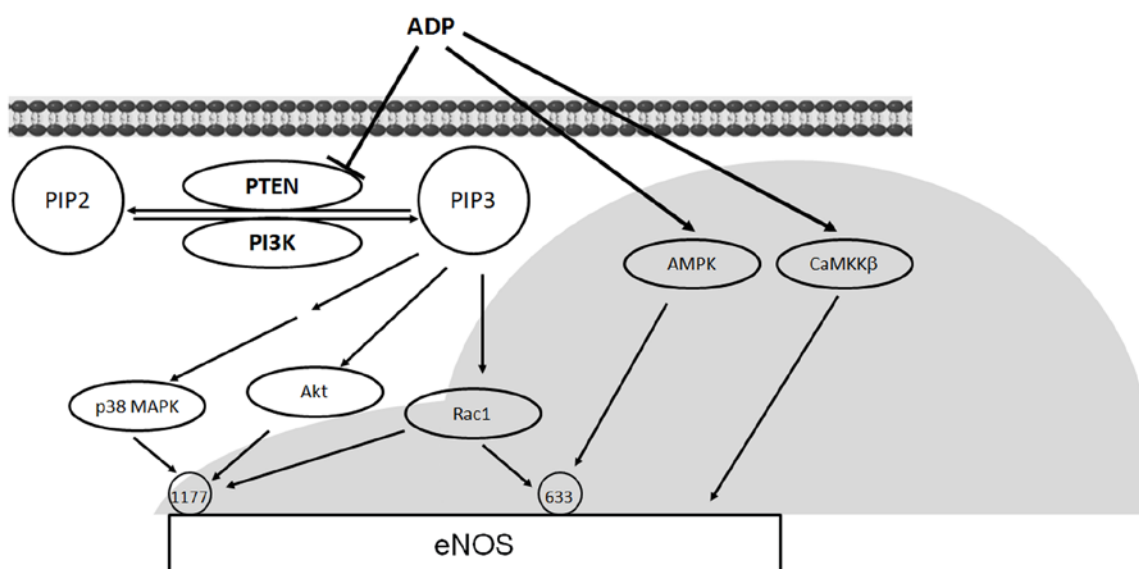 ADP
PIP2
PTEN
PI3K
PIP3
AMPK
CaMKKβ
p38 MAPK
Akt
Rac1
1177
633
eNOS